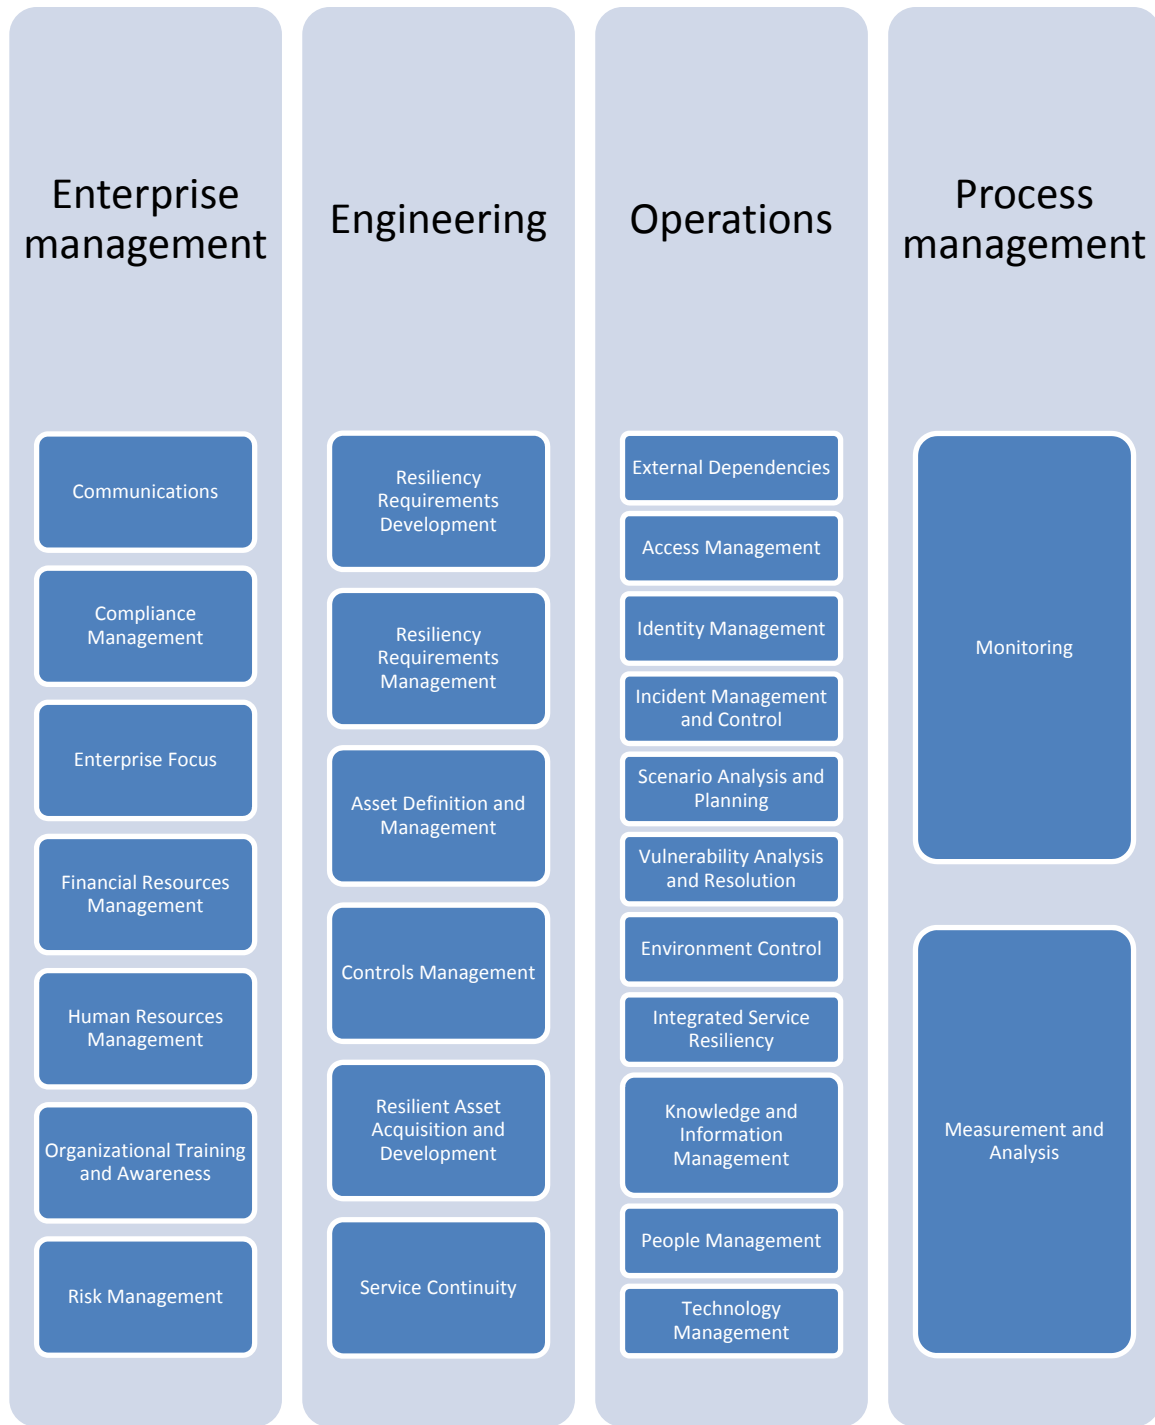 Enterprise
management
Communications
Compliance
Management
Enterprise Focus
Financial Resources
Management
Human Resources
Management
Organizational Training
and Awareness
Risk Management
Engineering
Resiliency
Requirements
Development
Resiliency
Requirements
Management
Asset Definition and
Management
Controls Management
Resilient Asset
Acquisition and
Development
Service Continuity
Operations
External Dependencies
Access Management
Identity Management
Incident Management
and Control
Scenario Analysis and
Planning
Vulnerability Analysis
and Resolution
Environment Control
Integrated Service
Resiliency
Knowledge and
Information
Management
People Management
Technology
Management
Process
management
Monitoring
Measurement and
Analysis